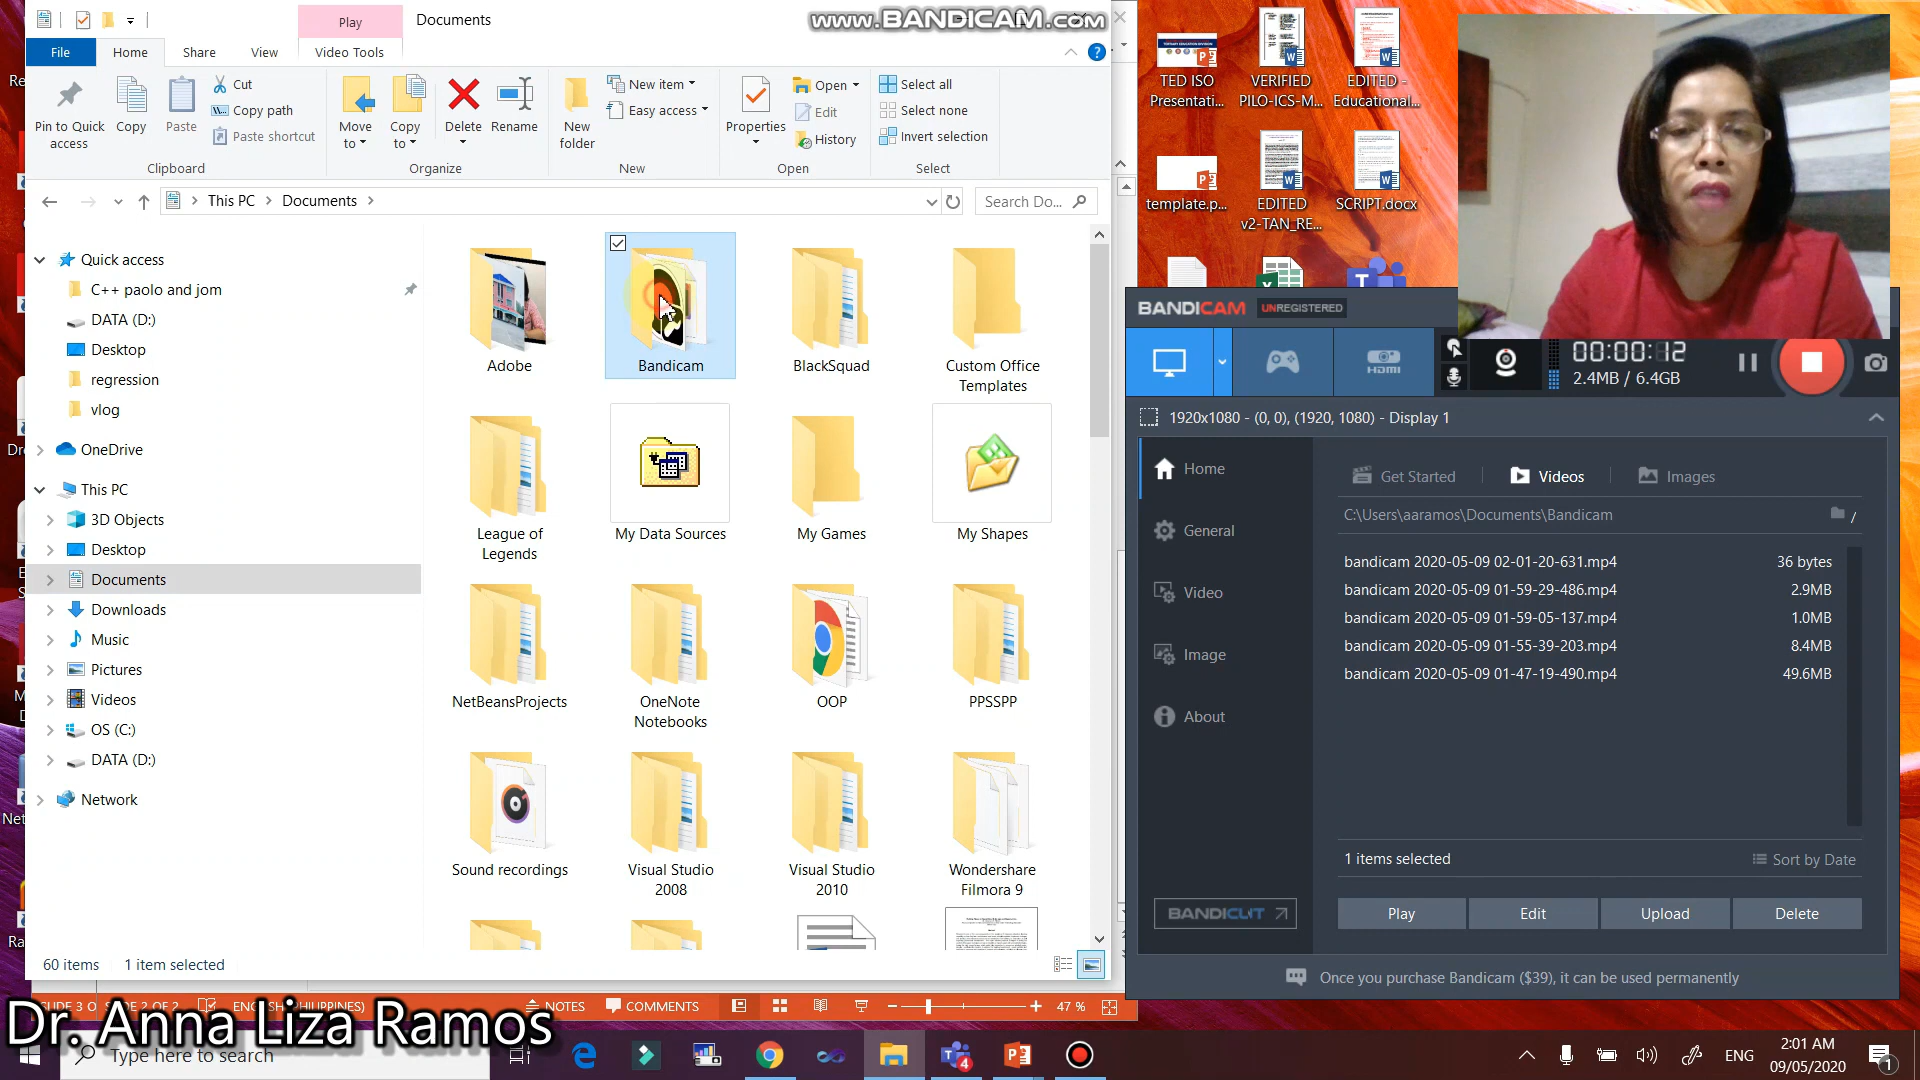 Play
Documents
www.BANDICAM.com
File
Home
Share
View
Video Tools
Pin to Quick access
Copy
Paste
Cut
Copy path
Paste shortcut
Clipboard
Move to
Copy to
Delete
Rename
Organize
New folder
New item
Easy access
New
Properties
Open
Edit
History
Open
Select all
Select none
Invert selection
Select
This PC
Documents
Search Do...
Quick access
C++ paolo and jom
DATA (D:)
Desktop
regression
vlog
OneDrive
This PC
3D Objects
Desktop
Documents
Downloads
Music
Pictures
Videos
OS (C:)
DATA (D:)
Network
Adobe
Bandicam
BlackSquad
Custom Office
Templates
League of
Legends
My Data Sources
My Games
My Shapes
NetBeansProjects
OneNote
Notebooks
OOP
PPSSPP
Sound recordings
Visual Studio
2008
Visual Studio
2010
Wondershare
Filmora 9
60 items
1 item selected
TED ISO
Presentati...
VERIFIED
PILO-ICS-M...
EDITED -
Educational...
template.p...
EDITED
v2-TAN_RE...
SCRIPT.docx
BANDICAM
UNREGISTERED
HDMI
00:00:12
2.4MB / 6.4GB
1920x1080 - (0, 0), (1920, 1080) - Display 1
Home
General
Video
Image
About
BANDICUT
Get Started
Videos
Images
C:\Users\aaramos\Documents\Bandicam
bandicam 2020-05-09 02-01-20-631.mp4 36 bytes
bandicam 2020-05-09 01-59-29-486.mp4 2.9MB
bandicam 2020-05-09 01-59-05-137.mp4 1.0MB
bandicam 2020-05-09 01-55-39-203.mp4 8.4MB
bandicam 2020-05-09 01-47-19-490.mp4 49.6MB
1 items selected
Sort by Date
Play
Edit
Upload
Delete
Once you purchase Bandicam ($39), it can be used permanently
SLIDE 2 OF 2
NOTES
COMMENTS
47 %
Dr. Anna Liza Ramos
Type here to search
4
ENG
2:01 AM
09/05/2020
1